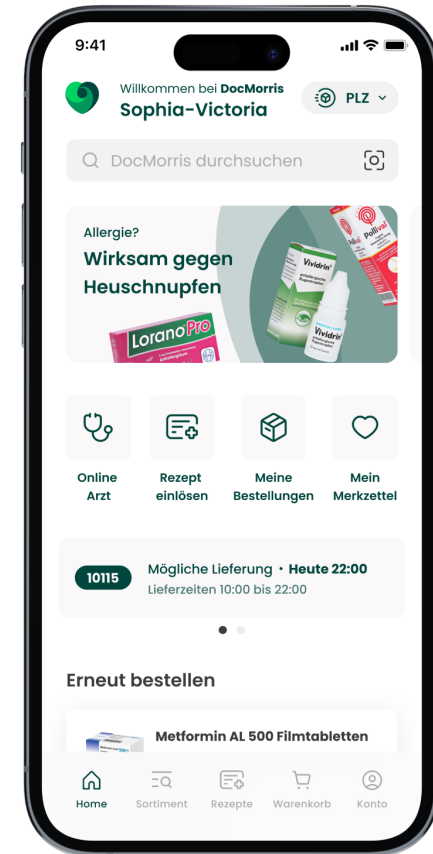 9:41
Willkommen bei DocMorris
Sophia-Victoria
PLZ
DocMorris durchsuchen
Allergie?
Wirksam gegen
Heuschnupfen
LoranoPro
Vividrin
antiallergische
Augentropfen
Vividrin
Pollival
Online
Arzt
Rezept
einlösen
Meine
Bestellungen
Mein
Merkzettel
10115
Mögliche Lieferung • Heute 22:00
Lieferzeiten 10:00 bis 22:00
Erneut bestellen
Metformin AL 500 Filmtabletten
Home
Sortiment
Rezepte
Warenkorb
Konto